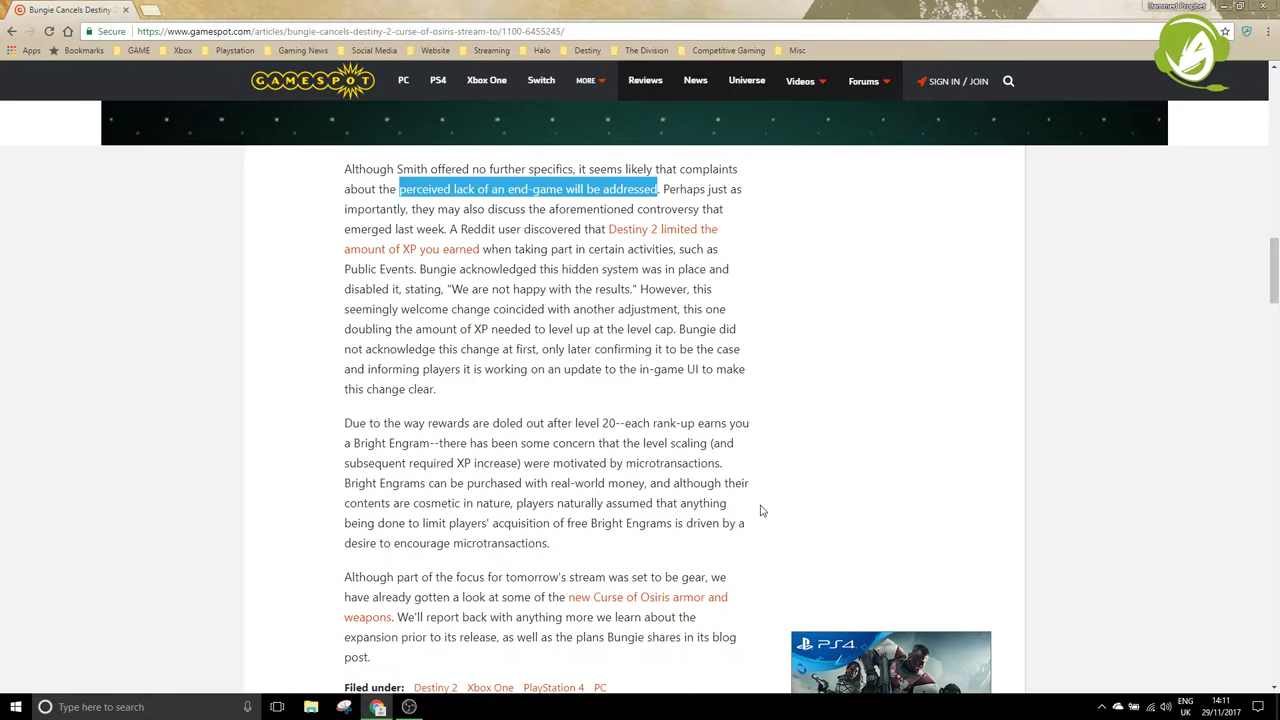 Bungie Cancels Destiny 2
Dammed Prophet
Secure
https://www.gamespot.com/articles/bungie-cancels-destiny-2-curse-of-osiris-stream-to/1100-6455245/
Apps Bookmarks GAME Xbox Playstation Gaming News Social Media Website Streaming Halo Destiny The Division Competitive Gaming Misc
GAMESPOT PC PS4 Xbox One Switch MORE Reviews News Universe Videos Forums SIGN IN / JOIN
Although Smith offered no further specifics, it seems likely that complaints
about the perceived lack of an end-game will be addressed. Perhaps just as
importantly, they may also discuss the aforementioned controversy that
emerged last week. A Reddit user discovered that Destiny 2 limited the
amount of XP you earned when taking part in certain activities, such as
Public Events. Bungie acknowledged this hidden system was in place and
disabled it, stating, "We are not happy with the results." However, this
seemingly welcome change coincided with another adjustment, this one
doubling the amount of XP needed to level up at the level cap. Bungie did
not acknowledge this change at first, only later confirming it to be the case
and informing players it is working on an update to the in-game UI to make
this change clear.
Due to the way rewards are doled out after level 20--each rank-up earns you
a Bright Engram--there has been some concern that the level scaling (and
subsequent required XP increase) were motivated by microtransactions.
Bright Engrams can be purchased with real-world money, and although their
contents are cosmetic in nature, players naturally assumed that anything
being done to limit players' acquisition of free Bright Engrams is driven by a
desire to encourage microtransactions.
Although part of the focus for tomorrow's stream was set to be gear, we
have already gotten a look at some of the new Curse of Osiris armor and
weapons. We'll report back with anything more we learn about the
expansion prior to its release, as well as the plans Bungie shares in its blog
post.
PS4
Filed under: Destiny 2 Xbox One PlayStation 4 PC
Type here to search
ENG
UK
14:11
29/11/2017